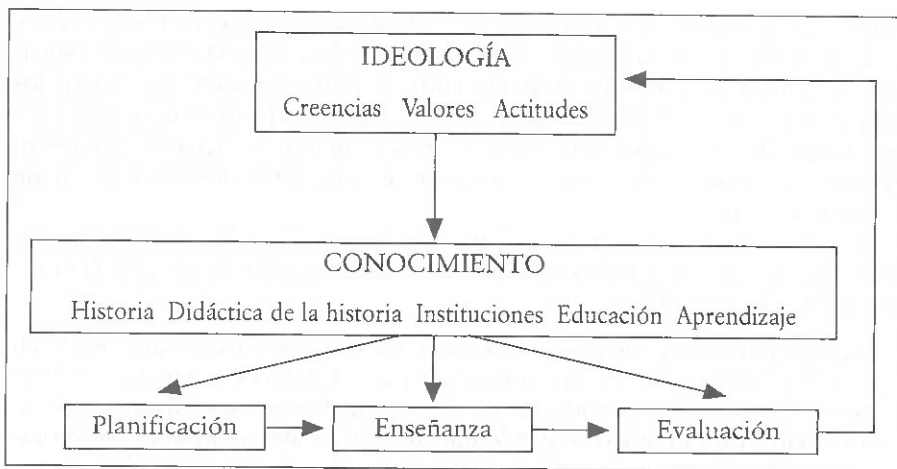 IDEOLOGÍA
Creencias Valores Actitudes
CONOCIMIENTO
Historia Didáctica de la historia Instituciones Educación Aprendizaje
Planificación Enseñanza Evaluación